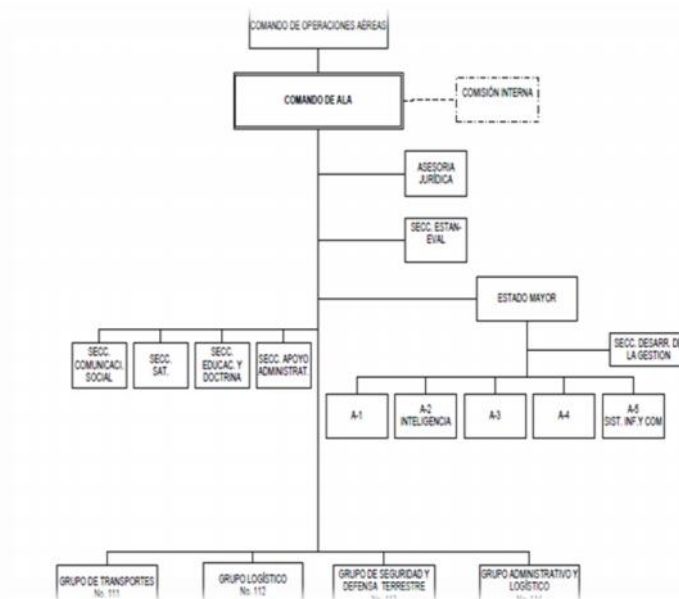 COMANDO DE OPERACIONES AÉREAS
COMANDO DE ALA
COMISIÓN INTERNA
ASESORIA
JURÍDICA
SECC. ESTAN-
EVAL
ESTADO MAYOR
SECC. DESARR. DE
LA GESTION
SECC.
COMUNICACI.
SOCIAL
SECC.
SAT.
SECC.
EDUCAC. Y
DOCTRINA
SECC. APOYO
ADMINISTRAT.
A-1
A-2
INTELIGENCIA
A-3
A-4
A-5
SIST. INF.Y COM
GRUPO DE TRANSPORTES
No. 111
GRUPO LOGÍSTICO
No. 112
GRUPO DE SEGURIDAD Y
DEFENSA TERRESTRE
No. 113
GRUPO ADMINISTRATIVO Y
LOGÍSTICO
No.